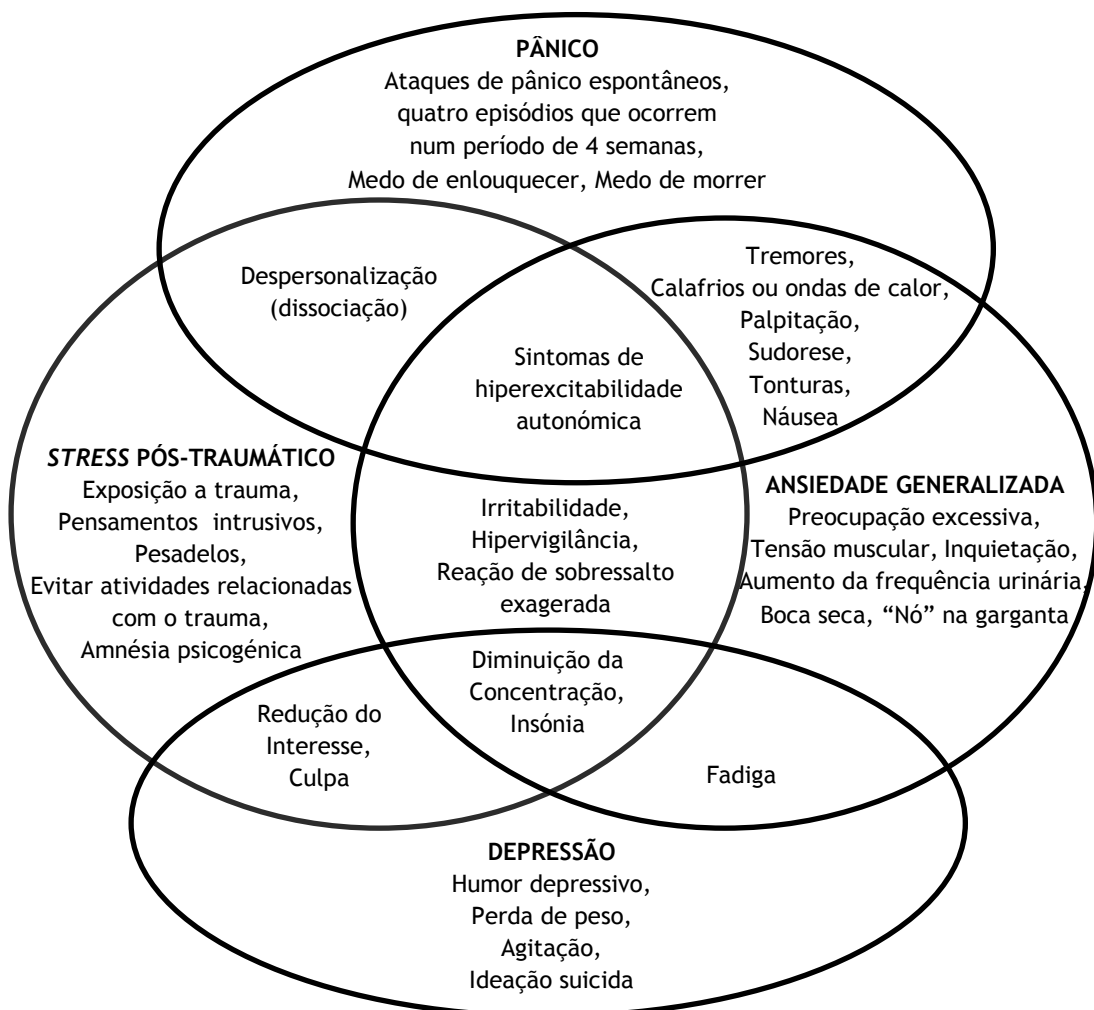 PÂNICO
Ataques de pânico espontâneos,
quatro episódios que ocorrem
num período de 4 semanas,
Medo de enlouquecer, Medo de morrer
Despersonalização
(dissociação)
Tremores,
Calafrios ou ondas de calor,
Palpitação,
Sudorese,
Tonturas,
Náusea
Sintomas de
hiperexcitabilidade
autonómica
STRESS PÓS-TRAUMÁTICO
Exposição a trauma,
Pensamentos intrusivos,
Pesadelos,
Evitar atividades relacionadas
com o trauma,
Amnésia psicogénica
Irritabilidade,
Hipervigilância,
Reação de sobressalto
exagerada
ANSIEDADE GENERALIZADA
Preocupação excessiva,
Tensão muscular, Inquietação,
Aumento da frequência urinária,
Boca seca, “Nó” na garganta
Redução do
Interesse,
Culpa
Diminuição da
Concentração,
Insónia
Fadiga
DEPRESSÃO
Humor depressivo,
Perda de peso,
Agitação,
Ideação suicida